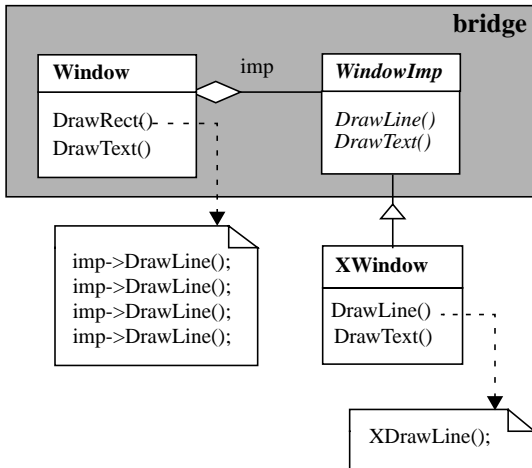 bridge
Window
imp
WindowImp
DrawRect()
DrawText()
DrawLine()
DrawText()
imp->DrawLine();
imp->DrawLine();
imp->DrawLine();
imp->DrawLine();
XWindow
DrawLine()
DrawText()
XDrawLine();